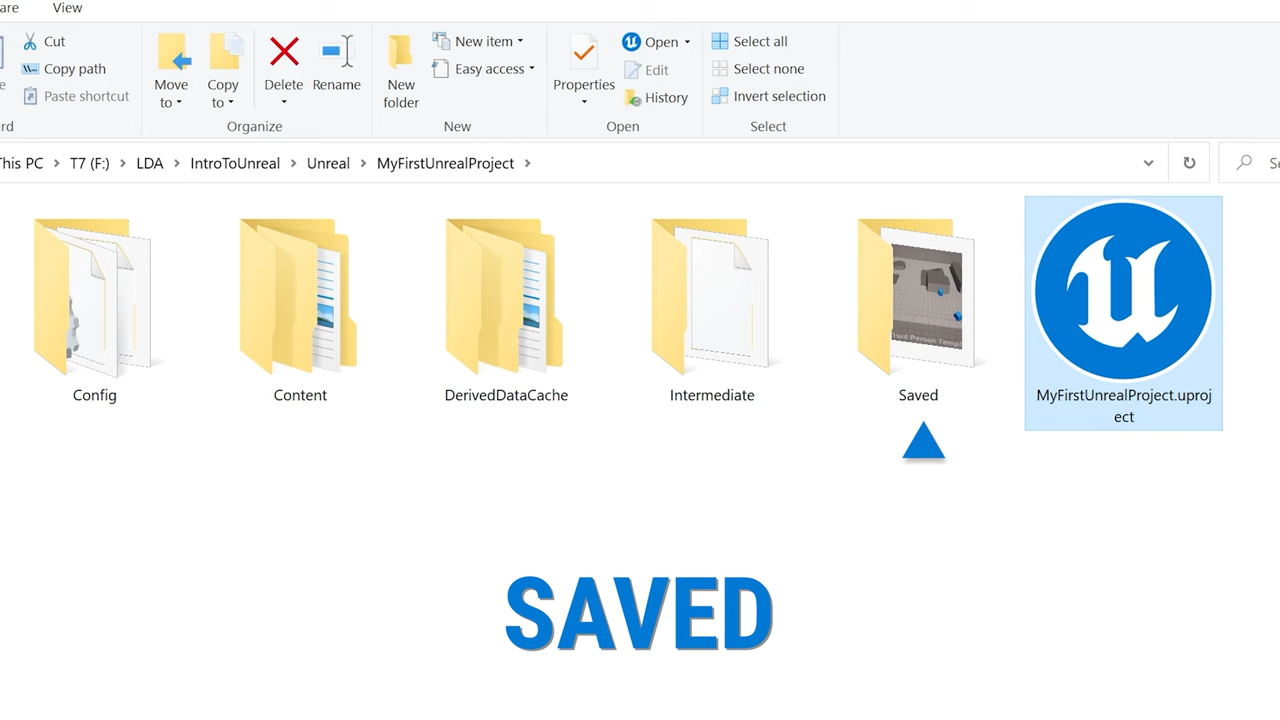 are View
Cut
Copy path
Paste shortcut
Move to
Copy to
Delete
Rename
Organize
New folder
New item
Easy access
New
Properties
Open
Edit
History
Open
Select all
Select none
Invert selection
Select
rd
This PC > T7 (F:) > LDA > IntroToUnreal > Unreal > MyFirstUnrealProject >
Se
Config
Content
DerivedDataCache
Intermediate
Saved
MyFirstUnrealProject.uproj
ect
SAVED